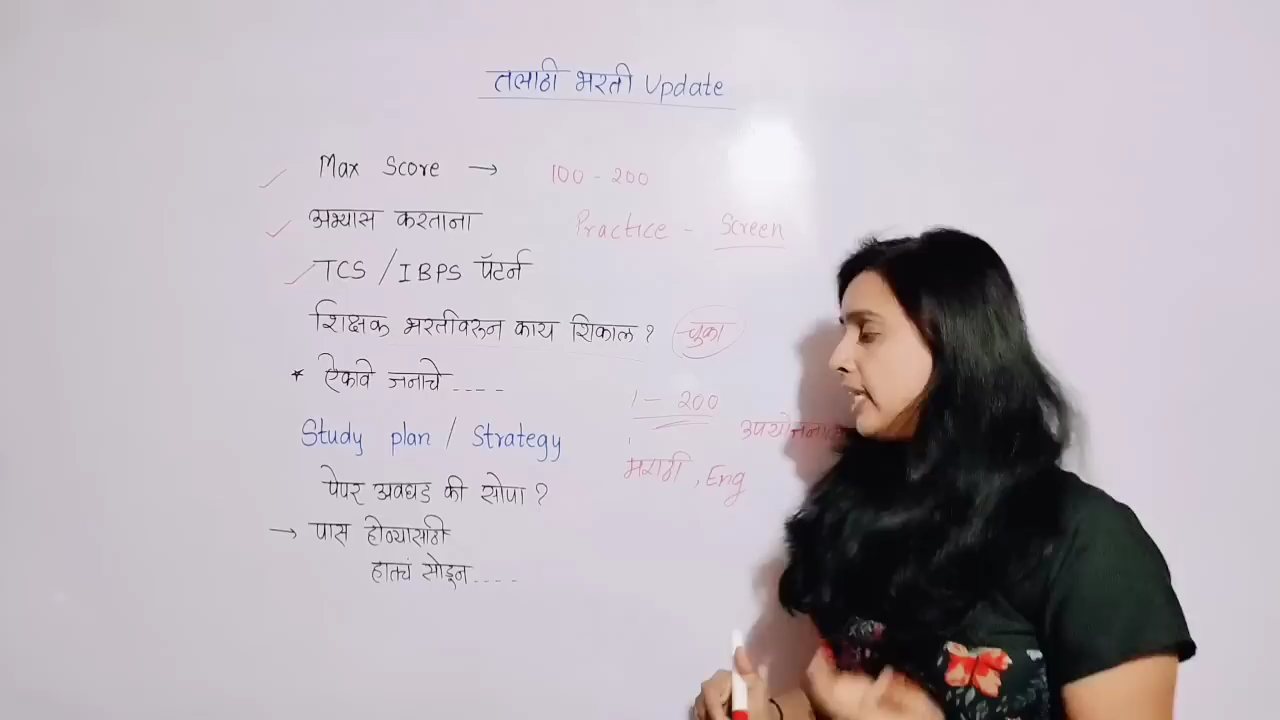 तलाठी भरती Update
Max Score → 100 - 200
अभ्यास करताना Practice - Screen
TCS / IBPS पॅटर्न
शिक्षक भरतीवरून काय शिकाल ? चुका
* ऐकावे जनाचे ----
1 - 200
Study plan / Strategy
मराठी , Eng
पेपर अवघड की सोपा ?
→ पास होण्यासाठी
हातचं सोडून ----